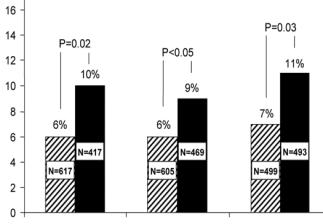 16
14
12
10
8
6
4
2
0
P=0.02
6%
10%
N=617
N=417
P<0.05
6%
9%
N=605
N=469
P=0.03
7%
11%
N=499
N=493